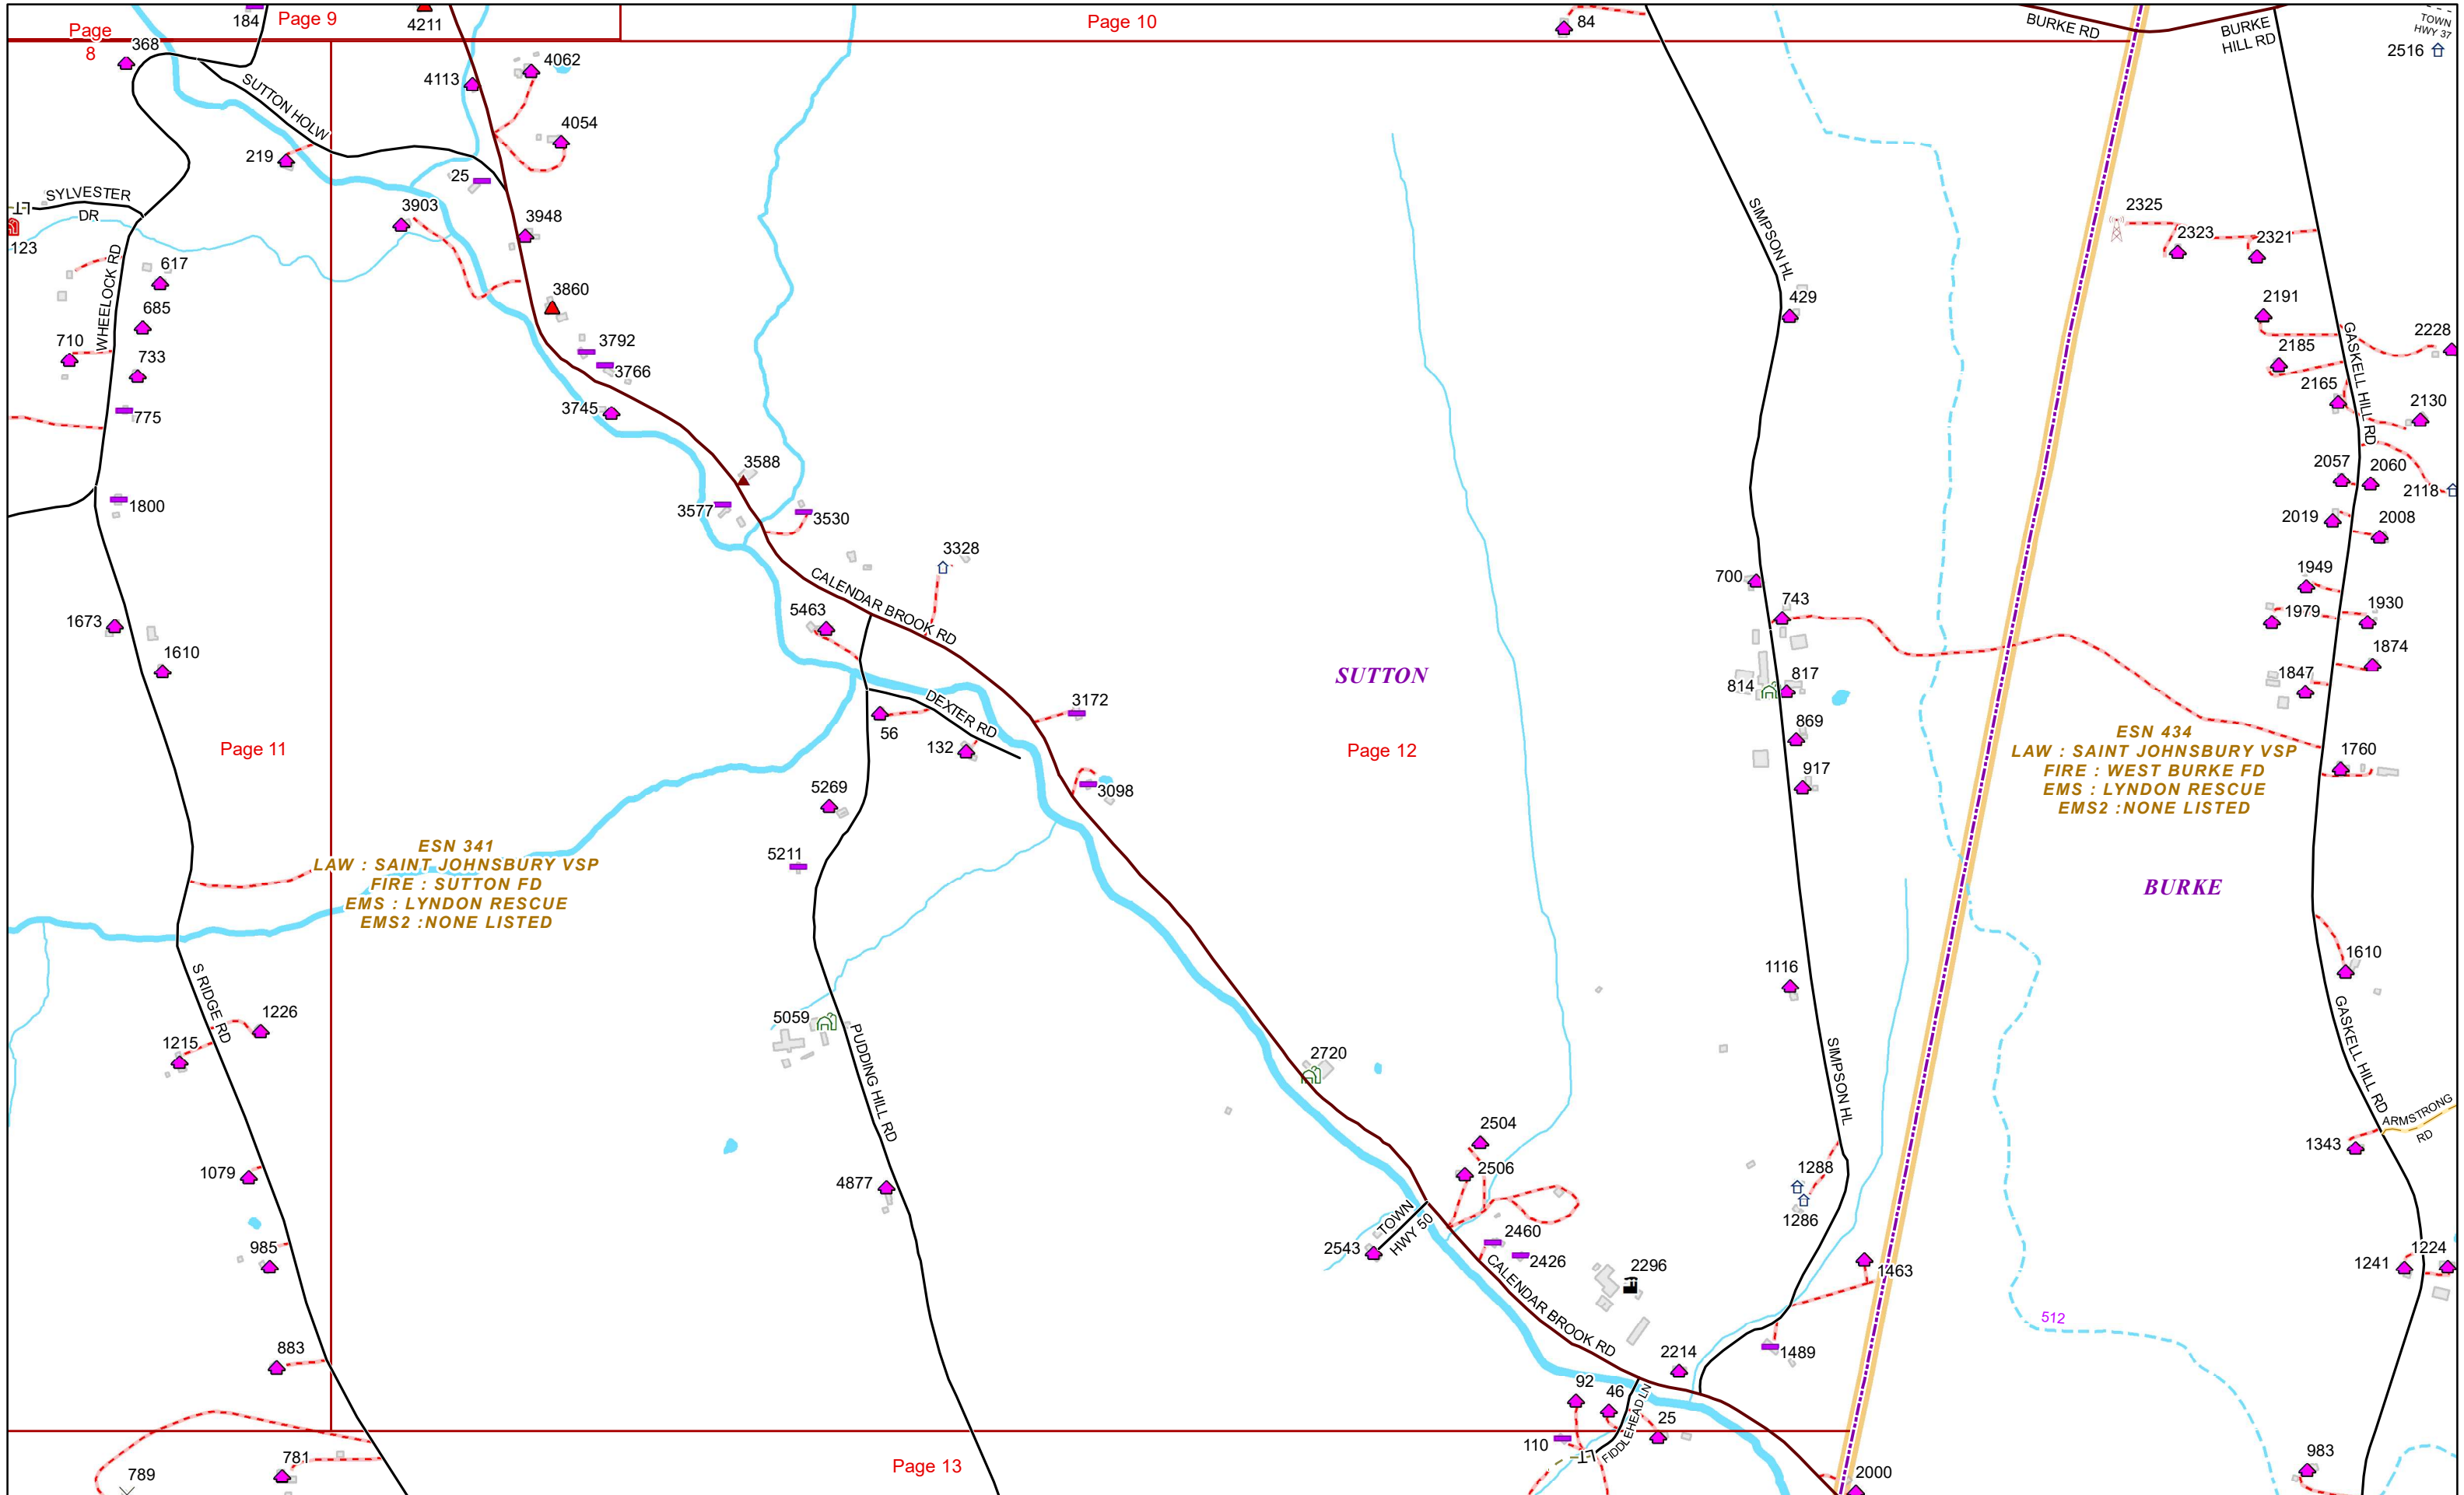 184
Page 9
4211
Page 10
84
BURKE RD
BURKE
HILL RD
TOWN
HWY 37
2516
Page
8
368
4062
4113
SUTTON HOLW
4054
219
25
SYLVESTER
DR
123
3903
3948
SIMPSON HL
2325
2323
2321
WHEELOCK RD
617
3860
429
2191
685
GASKELL HILL RD
2228
710
3792
2185
733
3766
2165
3745
2130
775
3588
2057
2060
2118
1800
3577
3530
2019
2008
3328
1949
CALENDAR BROOK RD
700
743
5463
1979
1930
1673
1610
SUTTON
1874
814
817
1847
DEXTER RD
3172
56
132
869
Page 11
Page 12
ESN 434
LAW : SAINT JOHNSBURY VSP
FIRE : WEST BURKE FD
EMS : LYNDON RESCUE
EMS2 :NONE LISTED
1760
917
5269
3098
ESN 341
LAW : SAINT JOHNSBURY VSP
FIRE : SUTTON FD
EMS : LYNDON RESCUE
EMS2 :NONE LISTED
5211
BURKE
1610
1116
S RIDGE RD
1226
1215
5059
PUDDING HILL RD
2720
SIMPSON HL
GASKELL HILL RD
ARMSTRONG
RD
2504
1343
2506
1288
1079
4877
1286
TOWN
HWY 50
2543
2460
2426
985
1224
1241
2296
1463
CALENDAR BROOK RD
512
883
2214
1489
92
46
25
FIDDLEHEAD LN
110
781
789
Page 13
2000
983